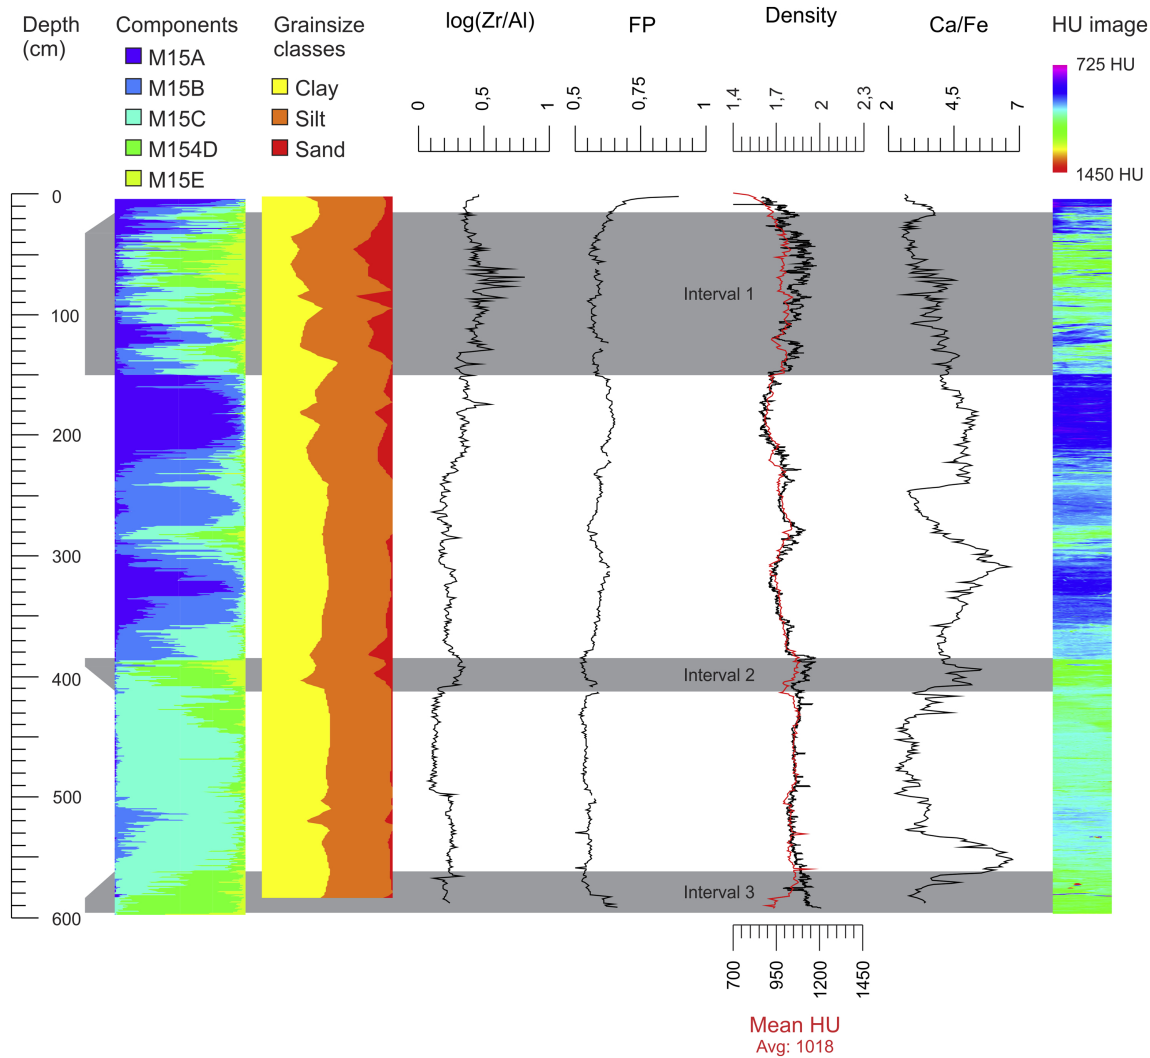 Depth
(cm)
Components
M15A
M15B
M15C
M154D
M15E
Grainsize
classes
Clay
Silt
Sand
log(Zr/Al)
0
0,5
1
FP
0,5
0,75
1
Density
1,4
1,7
2
2,3
Ca/Fe
2
4,5
7
HU image
725 HU
1450 HU
0
100
200
300
400
500
600
Interval 1
Interval 2
Interval 3
700
950
1200
1450
Mean HU
Avg: 1018